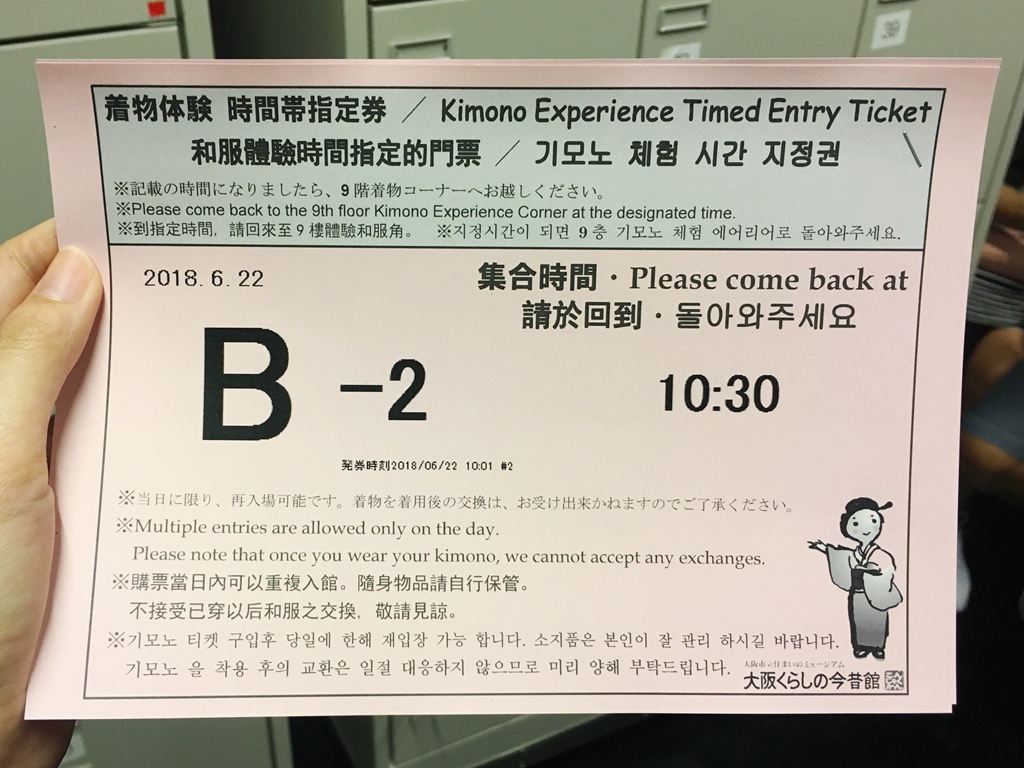 着物体験 時間帯指定券 ／ Kimono Experience Timed Entry Ticket
和服體驗時間指定的門票 ／ 기모노 체험 시간 지정권
※記載の時間になりましたら、9階着物コーナーへお越しください。
※Please come back to the 9th floor Kimono Experience Corner at the designated time.
※到指定時間，請回來至9樓體驗和服角。 ※지정시간이 되면 9층 기모노 체험 에어리어로 돌아와주세요.
2018.6.22
集合時間・Please come back at
請於回到・돌아와주세요
B －2 10:30
発券時刻2018/06/22 10:01 #2
※当日に限り、再入場可能です。着物を着用後の交換は、お受け出来かねますのでご了承ください。
※Multiple entries are allowed only on the day.
Please note that once you wear your kimono, we cannot accept any exchanges.
※購票當日內可以重複入館。隨身物品請自行保管。
不接受已穿以后和服之交換，敬請見諒。
※기모노 티켓 구입후 당일에 한해 재입장 가능 합니다. 소지품은 본인이 잘 관리 하시길 바랍니다.
기모노 을 착용 후의 교환은 일절 대응하지 않으므로 미리 양해 부탁드립니다.
大阪市立住まいのミュージアム
大阪くらしの今昔館
30